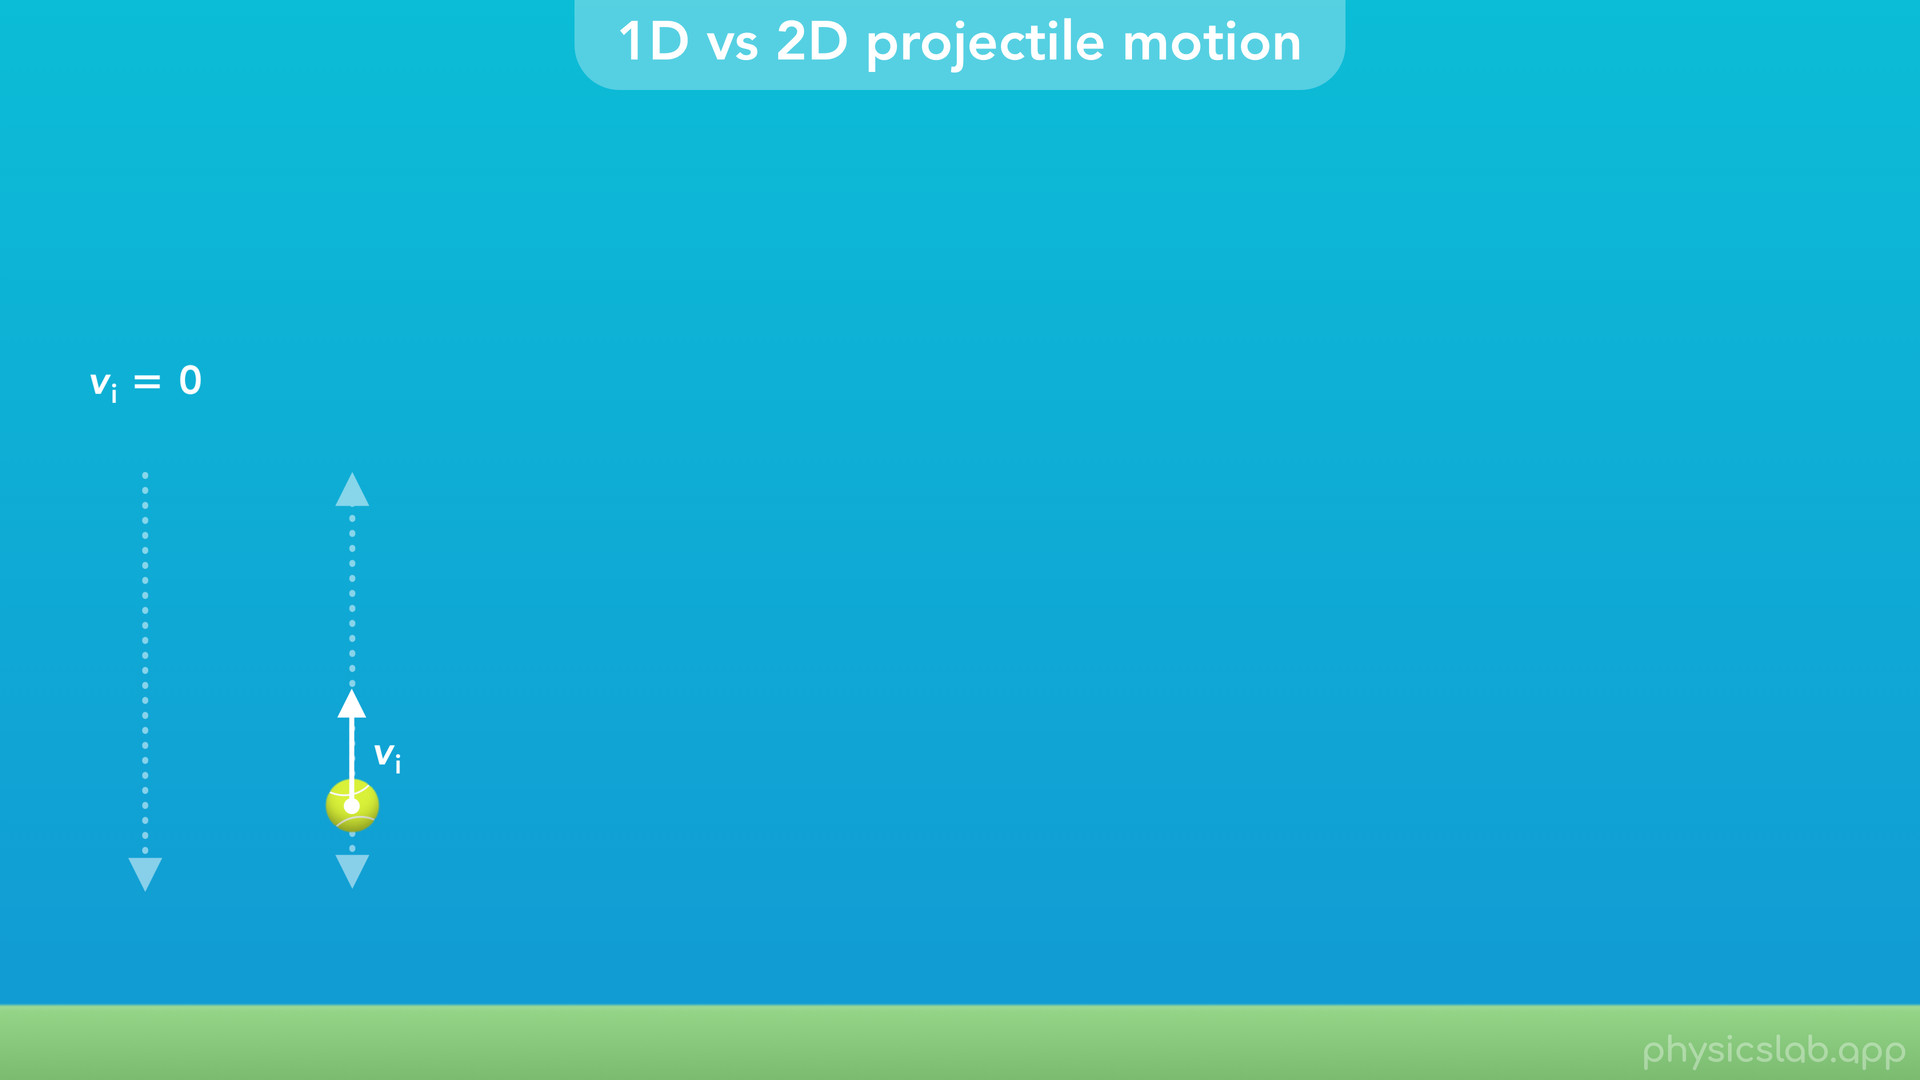 1D vs 2D projectile motion
vi = 0
vi
physicslab.app